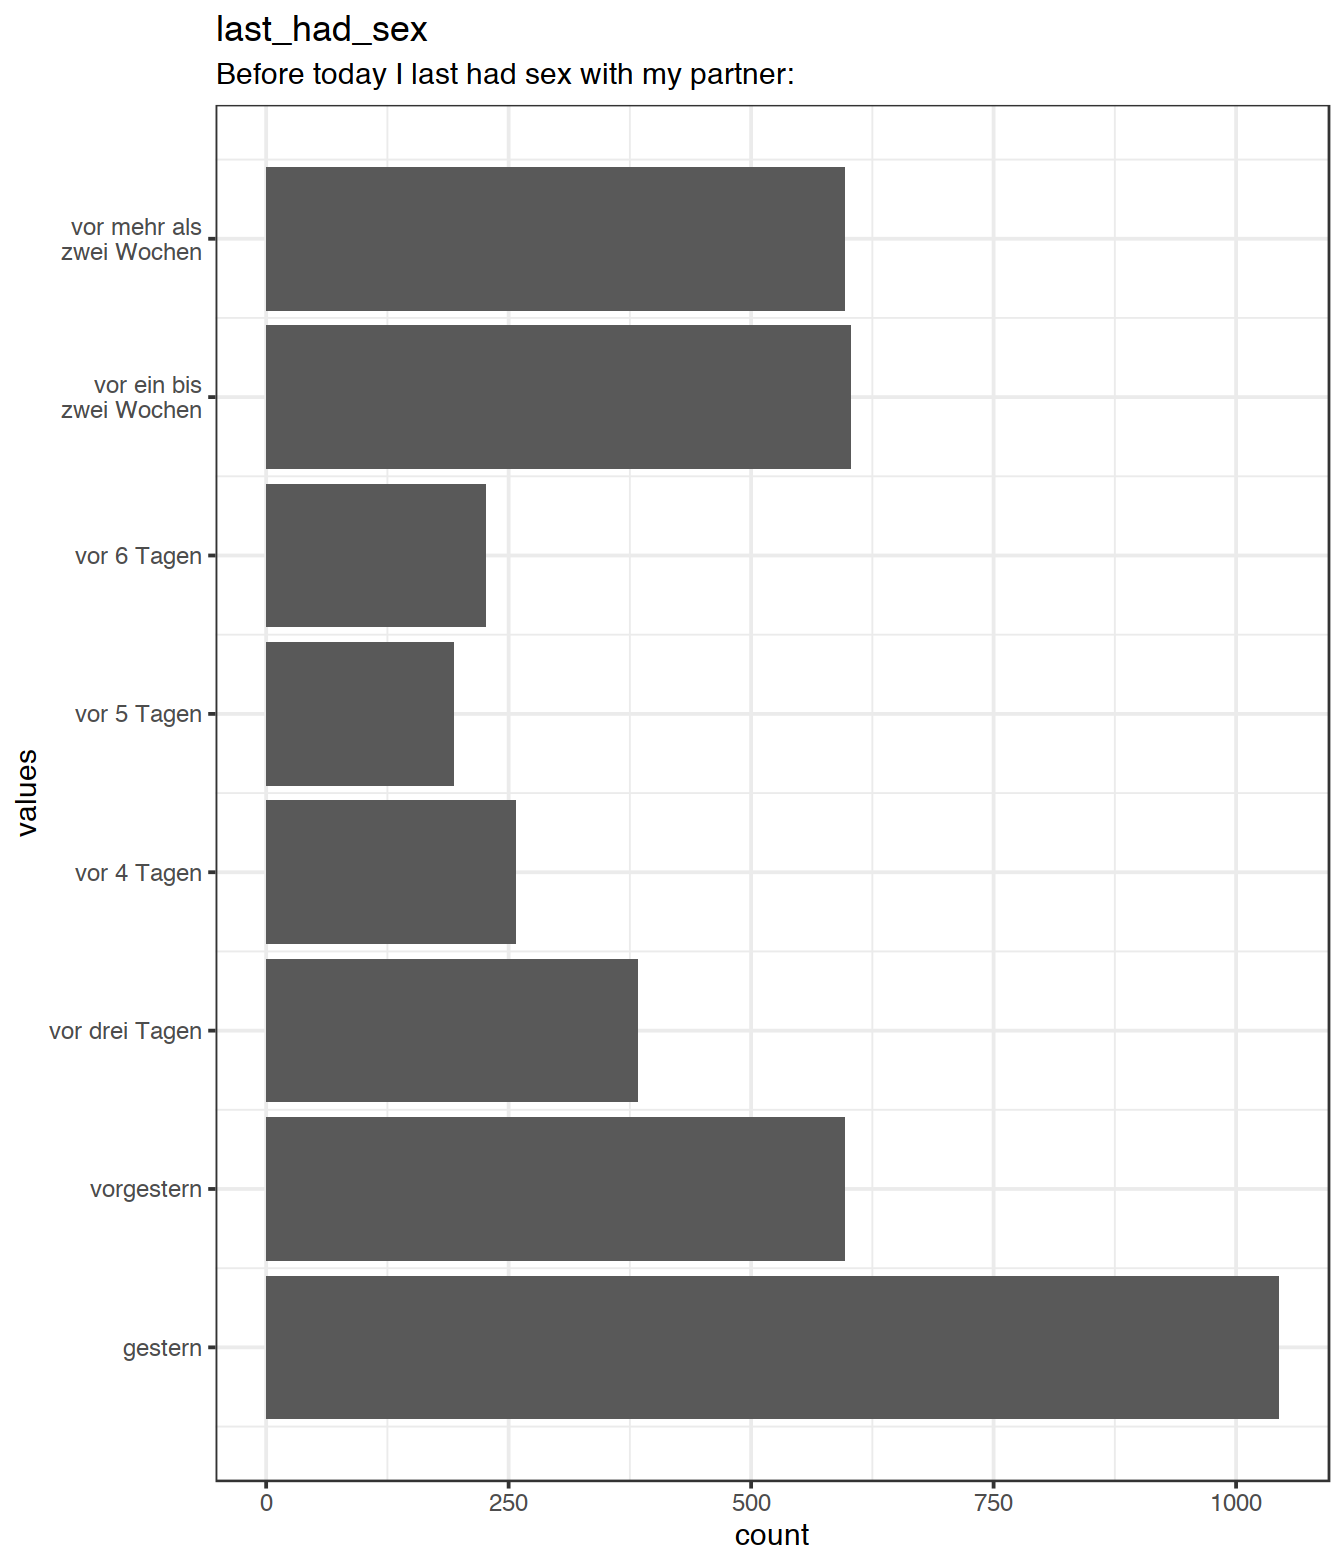 last_had_sex
Before today I last had sex with my partner:
vor mehr als
zwei Wochen
vor ein bis
zwei Wochen
vor 6 Tagen
vor 5 Tagen
vor 4 Tagen
vor drei Tagen
vorgestern
gestern
values
0 250 500 750 1000
count